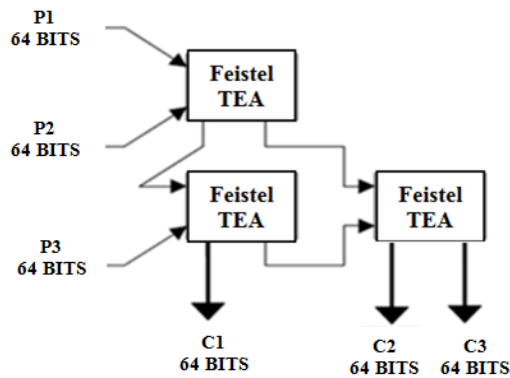 P1
64 BITS
Feistel
TEA
P2
64 BITS
Feistel
TEA
Feistel
TEA
P3
64 BITS
C1
64 BITS
C2
64 BITS
C3
64 BITS